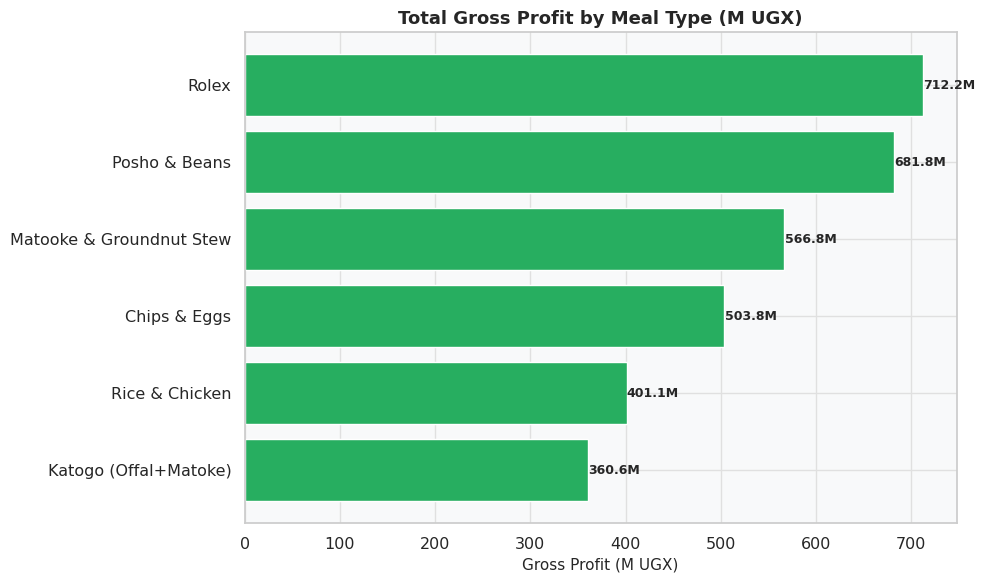 Total Gross Profit by Meal Type (M UGX)
Rolex
712.2M
Posho & Beans
681.8M
Matooke & Groundnut Stew
566.8M
Chips & Eggs
503.8M
Rice & Chicken
401.1M
Katogo (Offal+Matoke)
360.6M
0 100 200 300 400 500 600 700
Gross Profit (M UGX)